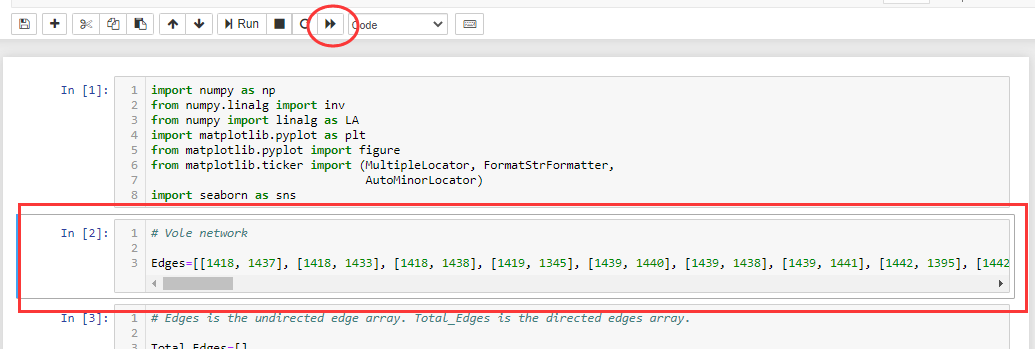 Run Code
In [1]:
1 import numpy as np
2 from numpy.linalg import inv
3 from numpy import linalg as LA
4 import matplotlib.pyplot as plt
5 from matplotlib.pyplot import figure
6 from matplotlib.ticker import (MultipleLocator, FormatStrFormatter,
7 AutoMinorLocator)
8 import seaborn as sns
In [2]:
1 # Vole network
2
3 Edges=[[1418, 1437], [1418, 1433], [1418, 1438], [1419, 1345], [1439, 1440], [1439, 1438], [1439, 1441], [1442, 1395], [1442
In [3]:
1 # Edges is the undirected edge array. Total_Edges is the directed edges array.
2
3 Total_Edges=[]